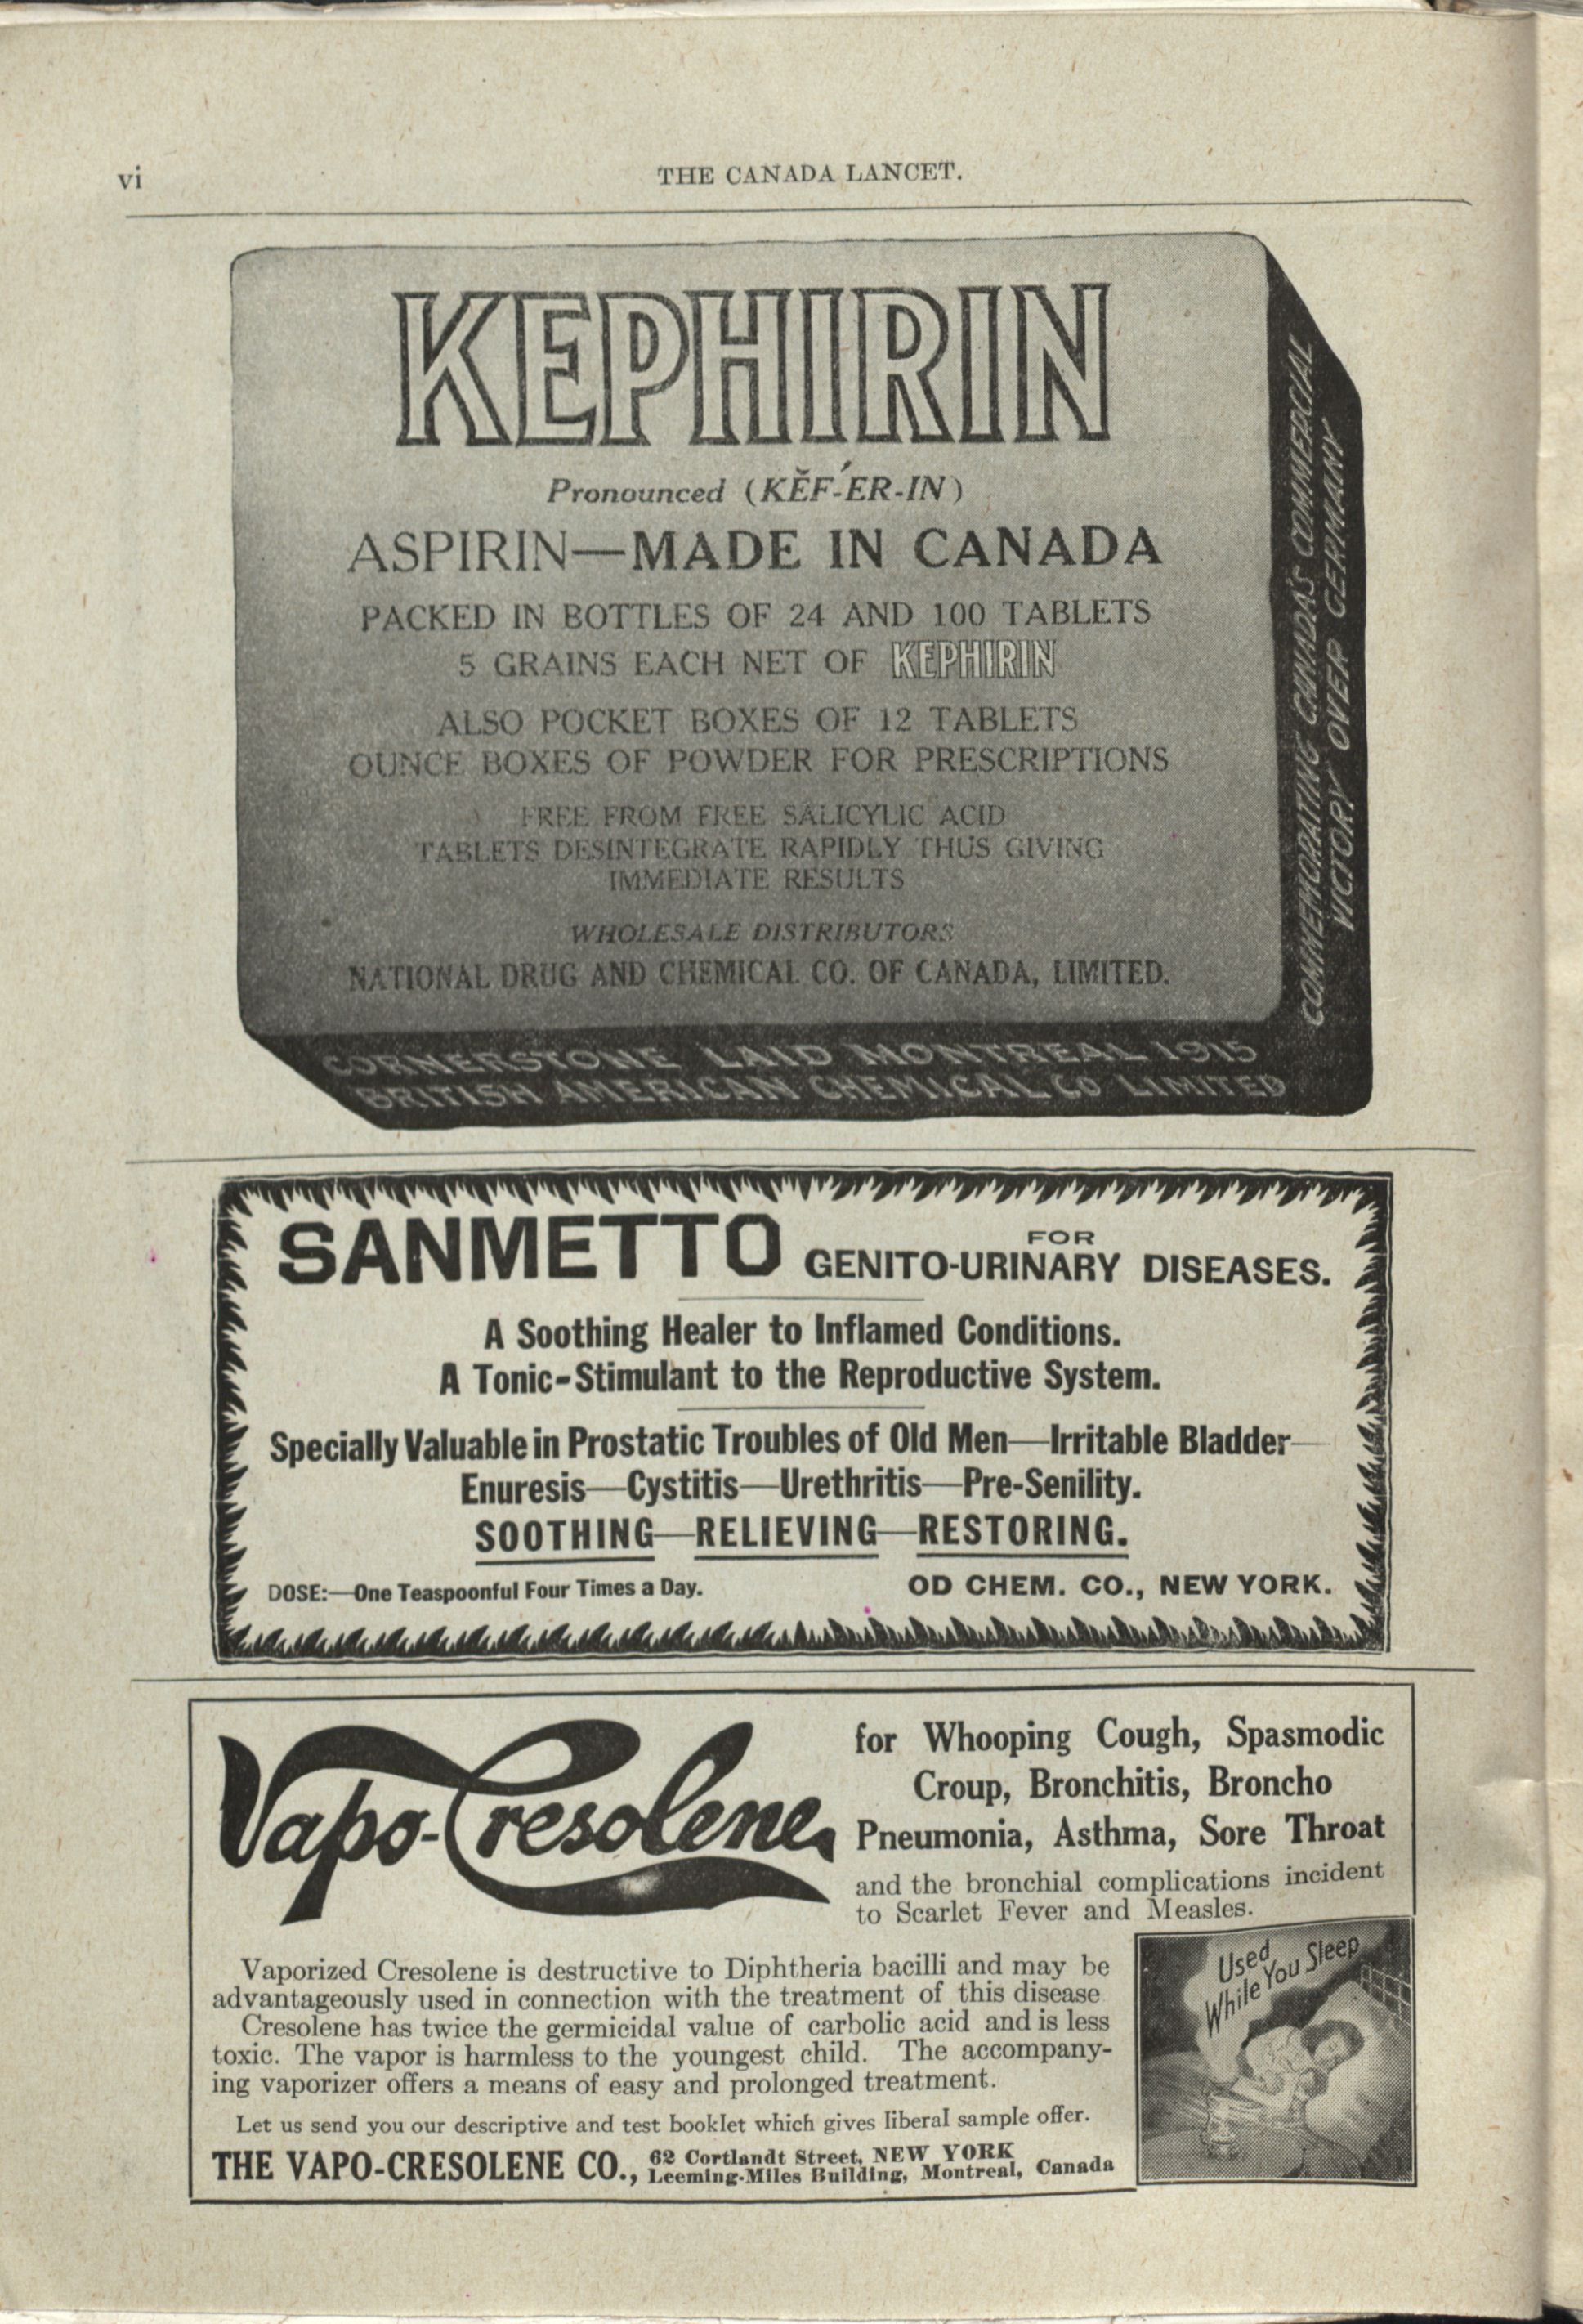 vi
THE CANADA LANCET.
KEPHIRIN
Pronounced (KĔF-´ER-IN)
ASPIRIN—MADE IN CANADA
PACKED IN BOTTLES OF 24 AND 100 TABLETS
5 GRAINS EACH NET OF KEPHIRIN
ALSO POCKET BOXES OF 12 TABLETS
OUNCE BOXES OF POWDER FOR PRESCRIPTIONS
FREE FROM FREE SALICYLIC ACID
TABLETS DESINTEGRATE RAPIDLY THUS GIVING
IMMEDIATE RESULTS
WHOLESALE DISTRIBUTORS
NATIONAL DRUG AND CHEMICAL CO. OF CANADA, LIMITED.
COMMEMORATING CANADA'S COMMERCIAL
VICTORY OVER GERMANY
CORNERSTONE LAID MONTREAL 1915
BRITISH AMERICAN CHEMICAL Co LIMITED
SANMETTO FOR GENITO-URINARY DISEASES.
A Soothing Healer to Inflamed Conditions.
A Tonic-Stimulant to the Reproductive System.
Specially Valuable in Prostatic Troubles of Old Men—Irritable Bladder—
Enuresis—Cystitis—Urethritis—Pre-Senility.
SOOTHING—RELIEVING—RESTORING.
DOSE:—One Teaspoonful Four Times a Day.
OD CHEM. CO., NEW YORK.
Vapo-Cresolene
for Whooping Cough, Spasmodic
Croup, Bronchitis, Broncho
Pneumonia, Asthma, Sore Throat
and the bronchial complications incident
to Scarlet Fever and Measles.
Vaporized Cresolene is destructive to Diphtheria bacilli and may be
advantageously used in connection with the treatment of this disease
Cresolene has twice the germicidal value of carbolic acid and is less
toxic. The vapor is harmless to the youngest child. The accompany-
ing vaporizer offers a means of easy and prolonged treatment.
Let us send you our descriptive and test booklet which gives liberal sample offer.
THE VAPO-CRESOLENE CO., 62 Cortlandt Street, NEW YORK
Leeming-Miles Building, Montreal, Canada
Used
While You Sleep